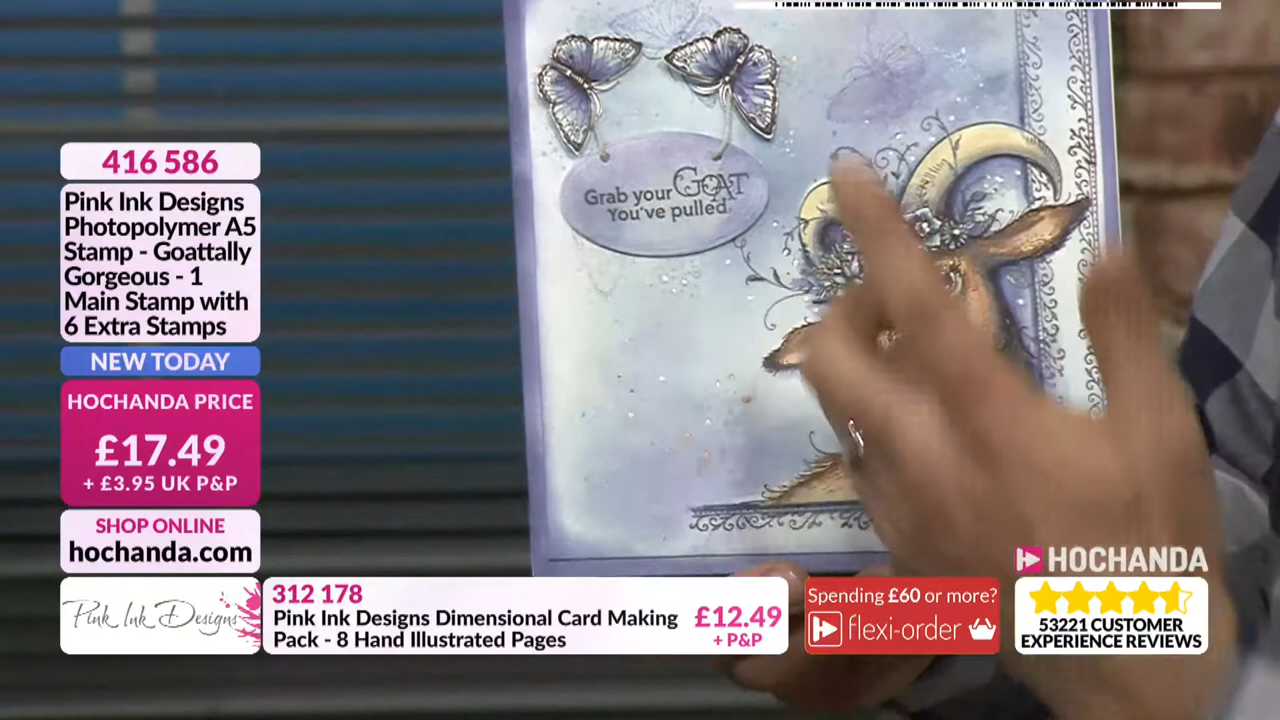 416 586
Pink Ink Designs
Photopolymer A5
Stamp - Goattally
Gorgeous - 1
Main Stamp with
6 Extra Stamps
NEW TODAY
HOCHANDA PRICE
£17.49
+ £3.95 UK P&P
SHOP ONLINE
hochanda.com
Grab your GOAT
You've pulled.
Pink Ink Designs
312 178
Pink Ink Designs Dimensional Card Making
Pack - 8 Hand Illustrated Pages
£12.49
+ P&P
Spending £60 or more?
flexi-order
HOCHANDA
53221 CUSTOMER
EXPERIENCE REVIEWS